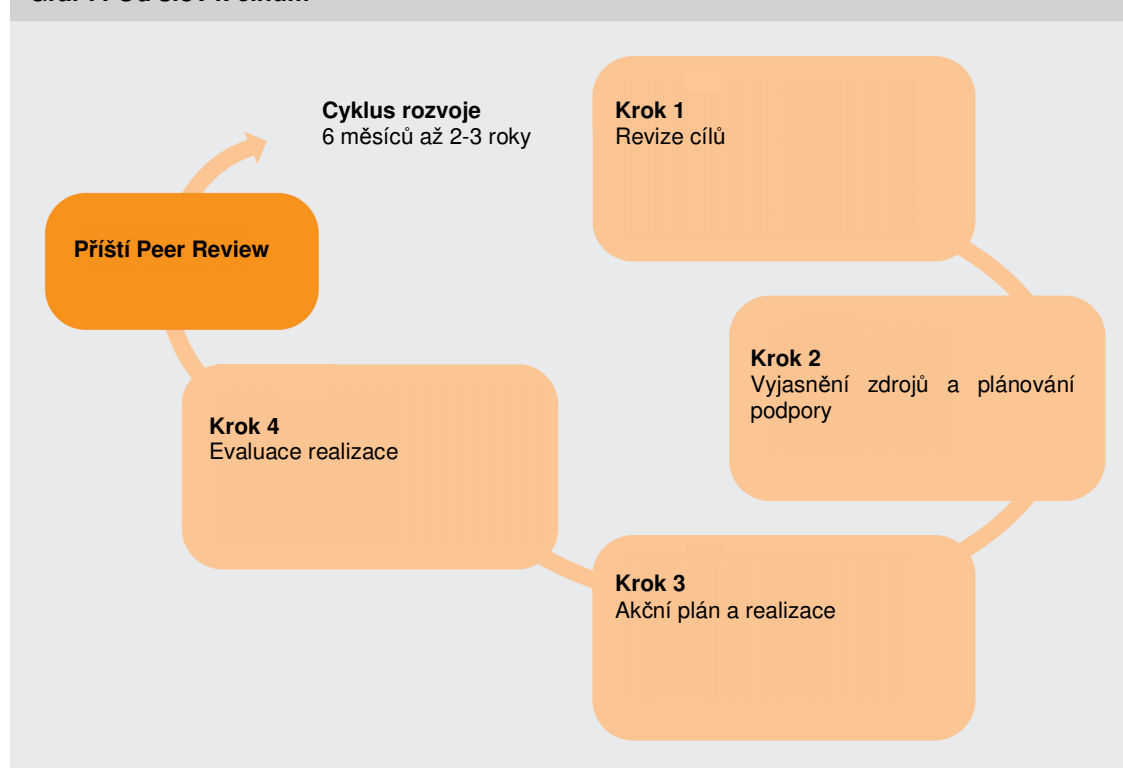 Cyklus rozvoje
6 měsíců až 2-3 roky
Krok 1
Revize cílů
Příští Peer Review
Krok 2
Vyjasnění zdrojů a plánování
podpory
Krok 4
Evaluace realizace
Krok 3
Akční plán a realizace